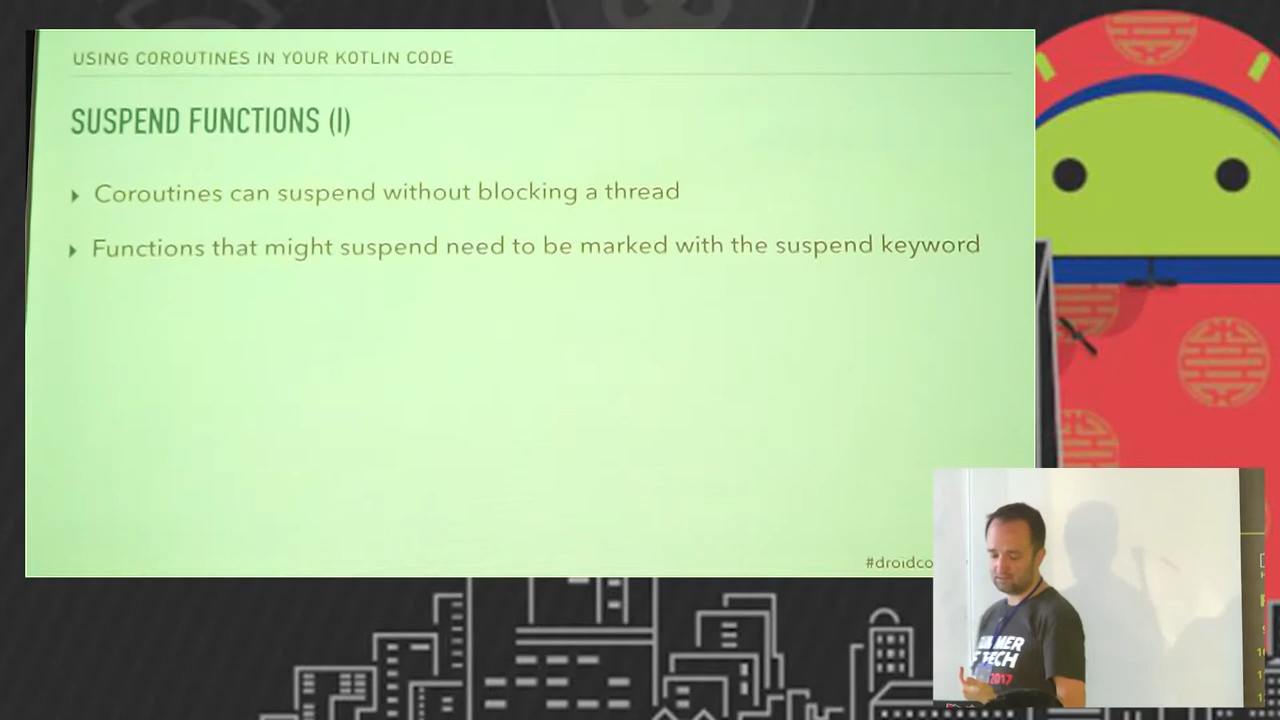 USING COROUTINES IN YOUR KOTLIN CODE
SUSPEND FUNCTIONS (I)
Coroutines can suspend without blocking a thread
Functions that might suspend need to be marked with the suspend keyword
#droidco
2017